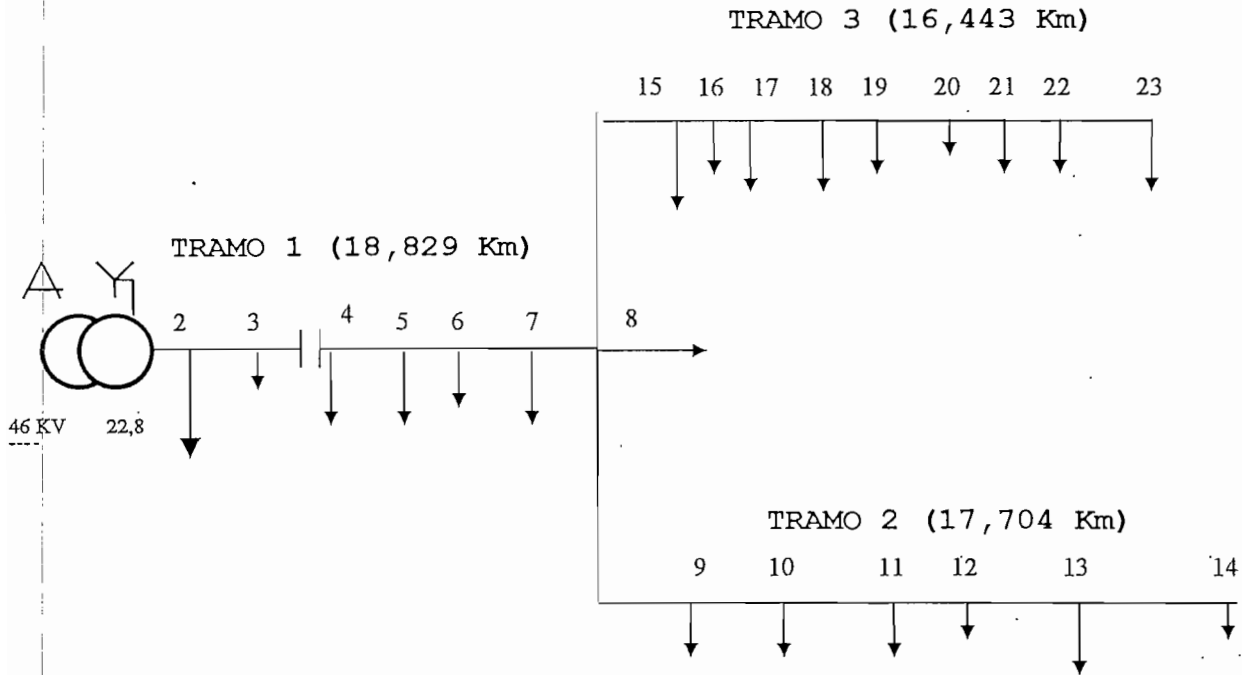 TRAMO 3 (16,443 Km)
15 16 17 18 19 20 21 22 23
TRAMO 1 (18,829 Km)
2 3 4 5 6 7 8
46 KV 22,8
TRAMO 2 (17,704 Km)
9 10 11 12 13 14